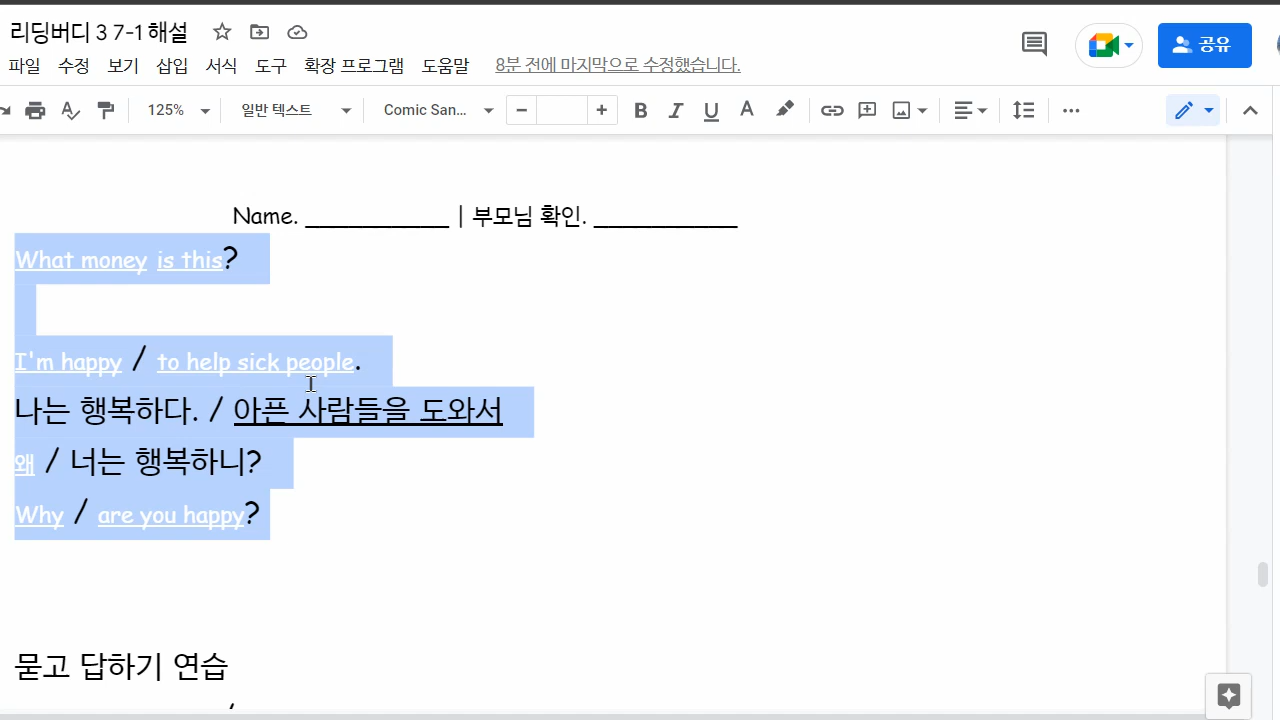 리딩버디 3 7-1 해설
파일 수정 보기 삽입 서식 도구 확장 프로그램 도움말 8분 전에 마지막으로 수정했습니다.
공유
125% 일반 텍스트 Comic San... − + B I U A
Name. ___________ | 부모님 확인. ___________
What money is this?
I'm happy / to help sick people.
나는 행복하다. / 아픈 사람들을 도와서
왜 / 너는 행복하니?
Why / are you happy?
묻고 답하기 연습